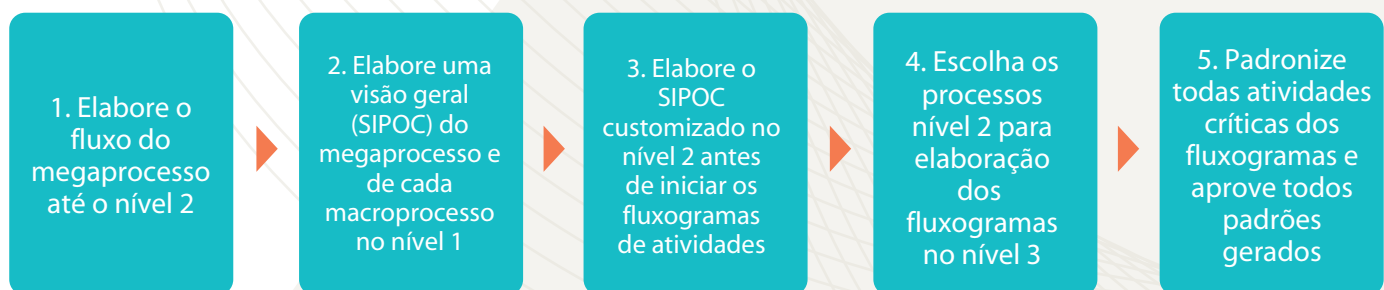 1. Elabore o
fluxo do
megaprocesso
até o nível 2
2. Elabore uma
visão geral
(SIPOC) do
megaprocesso e
de cada
macroprocesso
no nível 1
3. Elabore o
SIPOC
customizado no
nível 2 antes
de iniciar os
fluxogramas
de atividades
4. Escolha os
processos
nível 2 para
elaboração
dos
fluxogramas
no nível 3
5. Padronize
todas atividades
críticas dos
fluxogramas e
aprove todos
padrões
gerados